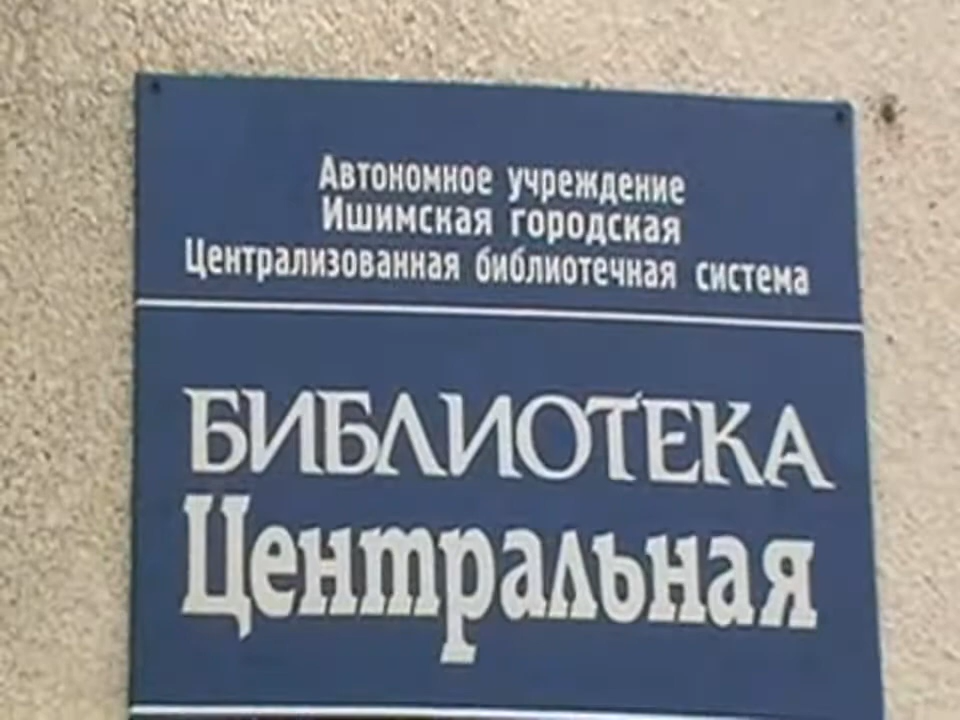 Автономное учреждение
Ишимская городская
Централизованная библиотечная система
БИБЛИОТЕКА
Центральная